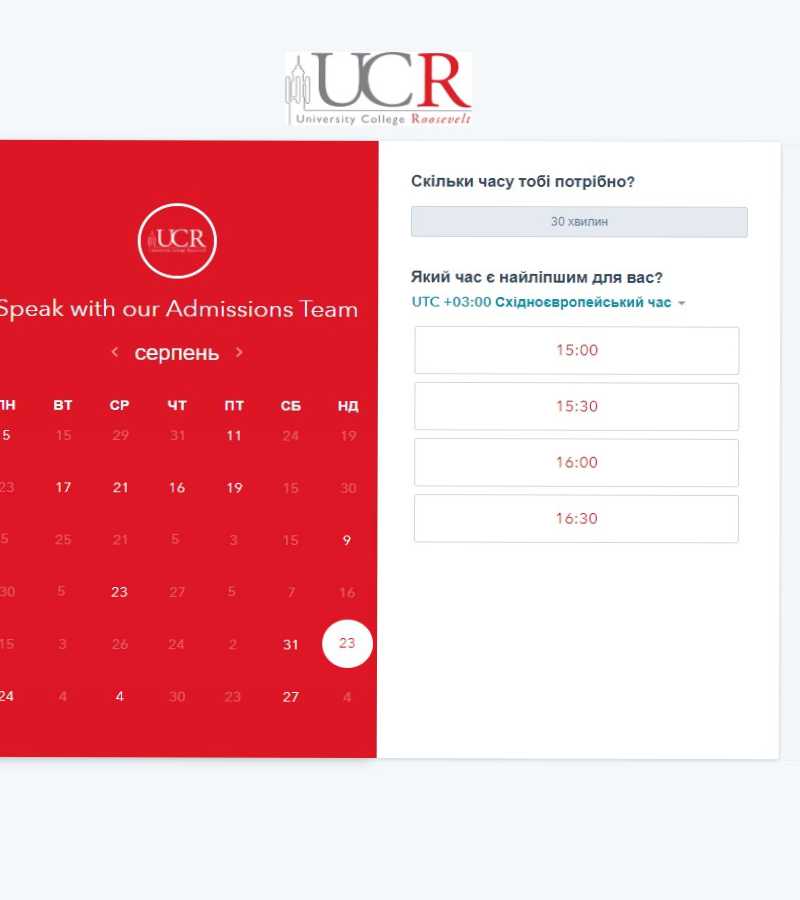 UCR
University College Roosevelt
UCR
Speak with our Admissions Team
серпень
ПН ВТ СР ЧТ ПТ СБ НД
5 15 29 31 11 24 19
23 17 21 16 19 15 30
5 25 21 5 3 15 9
30 5 23 27 5 7 16
15 3 26 24 2 31 23
24 4 4 30 23 27 4
Скільки часу тобі потрібно?
30 хвилин
Який час є найліпшим для вас?
UTC +03:00 Східноєвропейський час
15:00
15:30
16:00
16:30